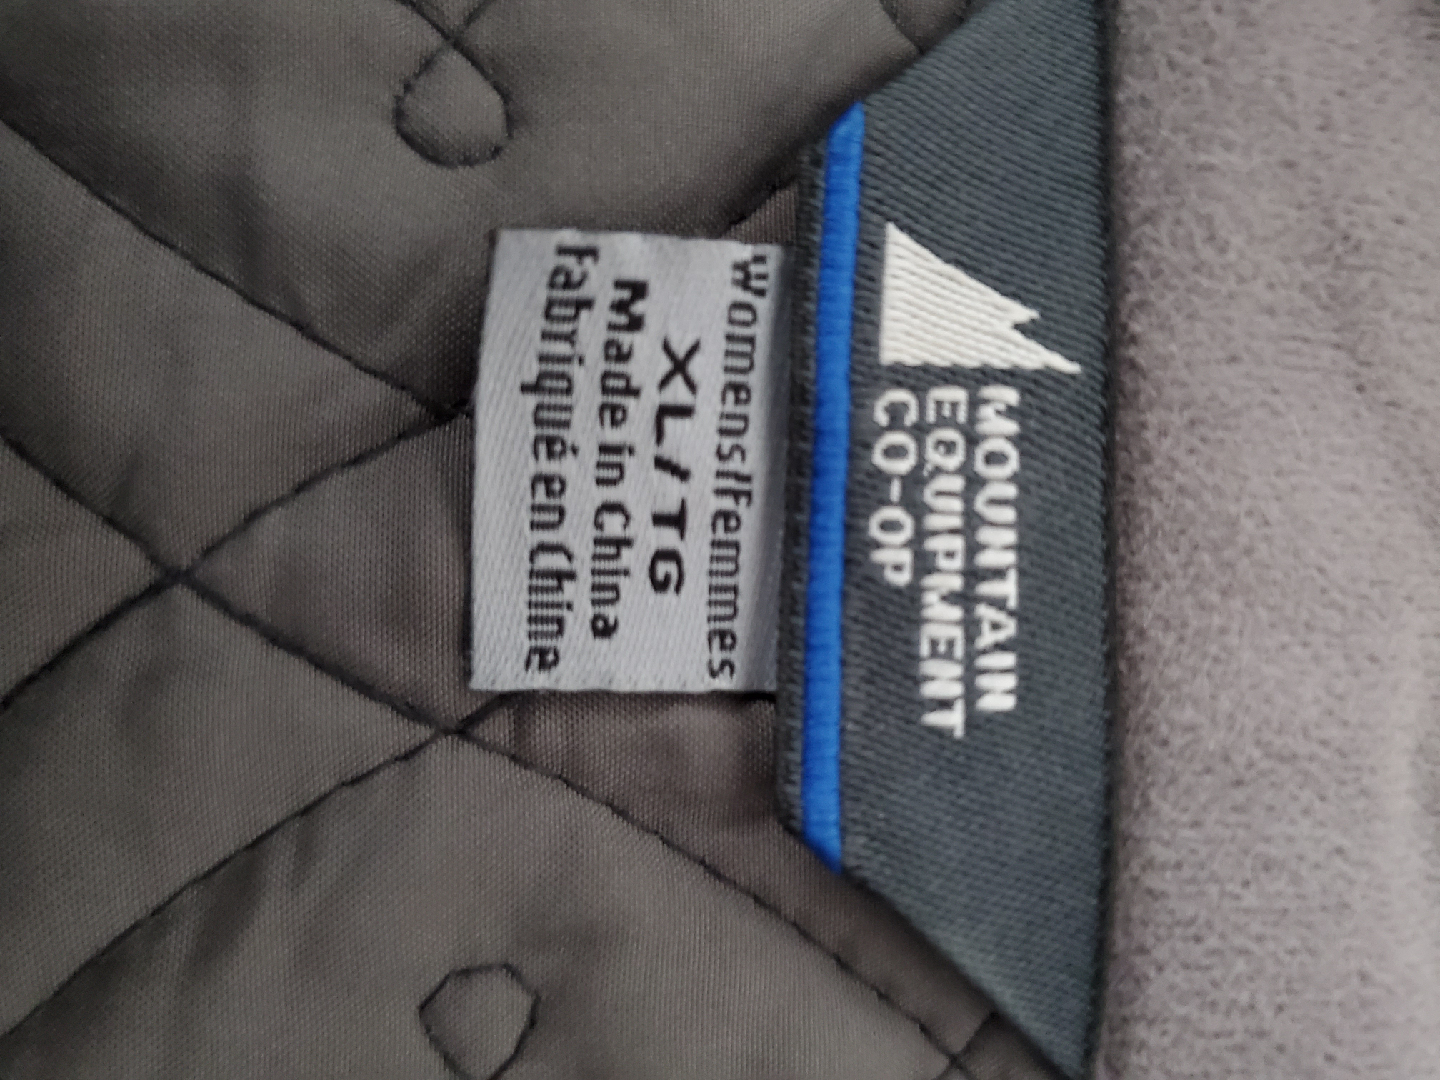 MOUNTAIN
EQUIPMENT
CO-OP
Womens/Femmes
XL/TG
Made in China
Fabriqué en Chine